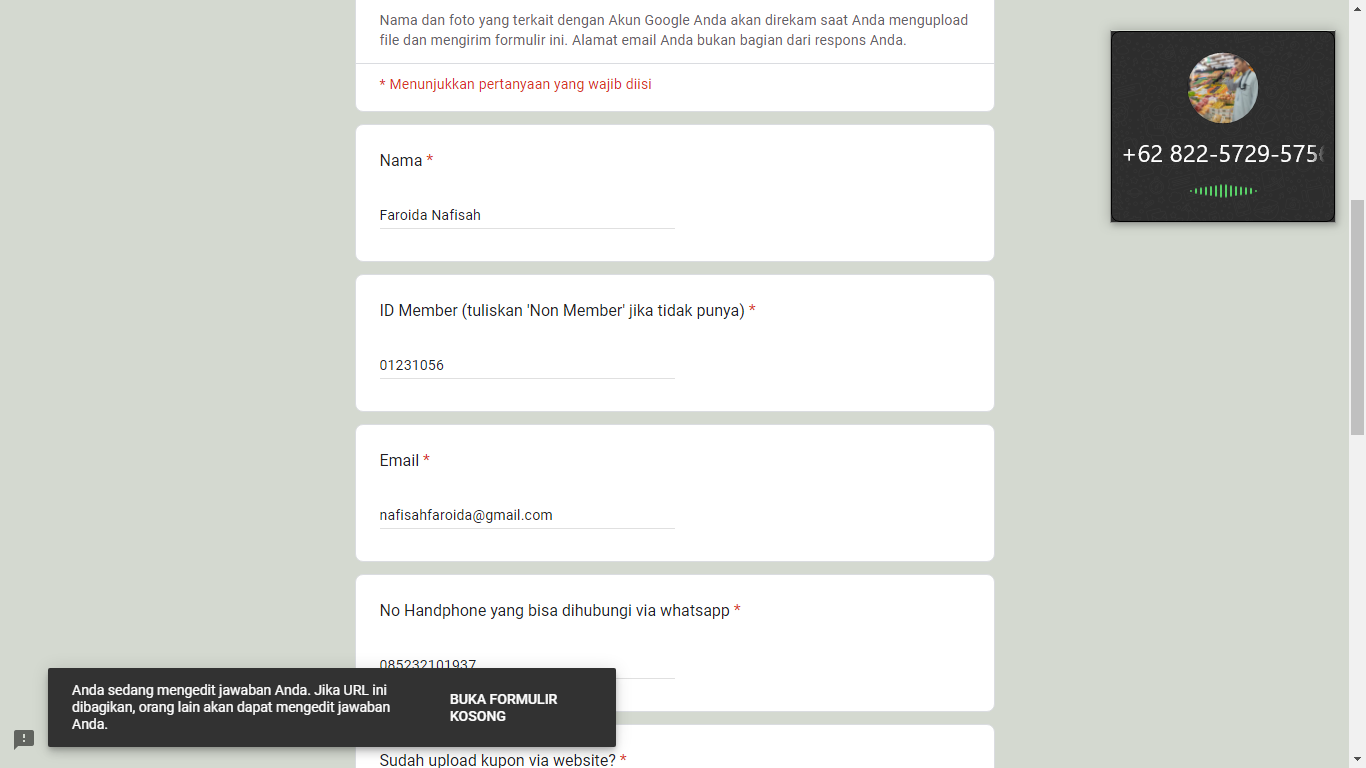 Nama dan foto yang terkait dengan Akun Google Anda akan direkam saat Anda mengupload
file dan mengirim formulir ini. Alamat email Anda bukan bagian dari respons Anda.
* Menunjukkan pertanyaan yang wajib diisi
Nama *
Faroida Nafisah
ID Member (tuliskan 'Non Member' jika tidak punya) *
01231056
Email *
nafisahfaroida@gmail.com
No Handphone yang bisa dihubungi via whatsapp *
085232101937
Sudah upload kupon via website? *
Anda sedang mengedit jawaban Anda. Jika URL ini
dibagikan, orang lain akan dapat mengedit jawaban
Anda.
BUKA FORMULIR
KOSONG
+62 822-5729-575